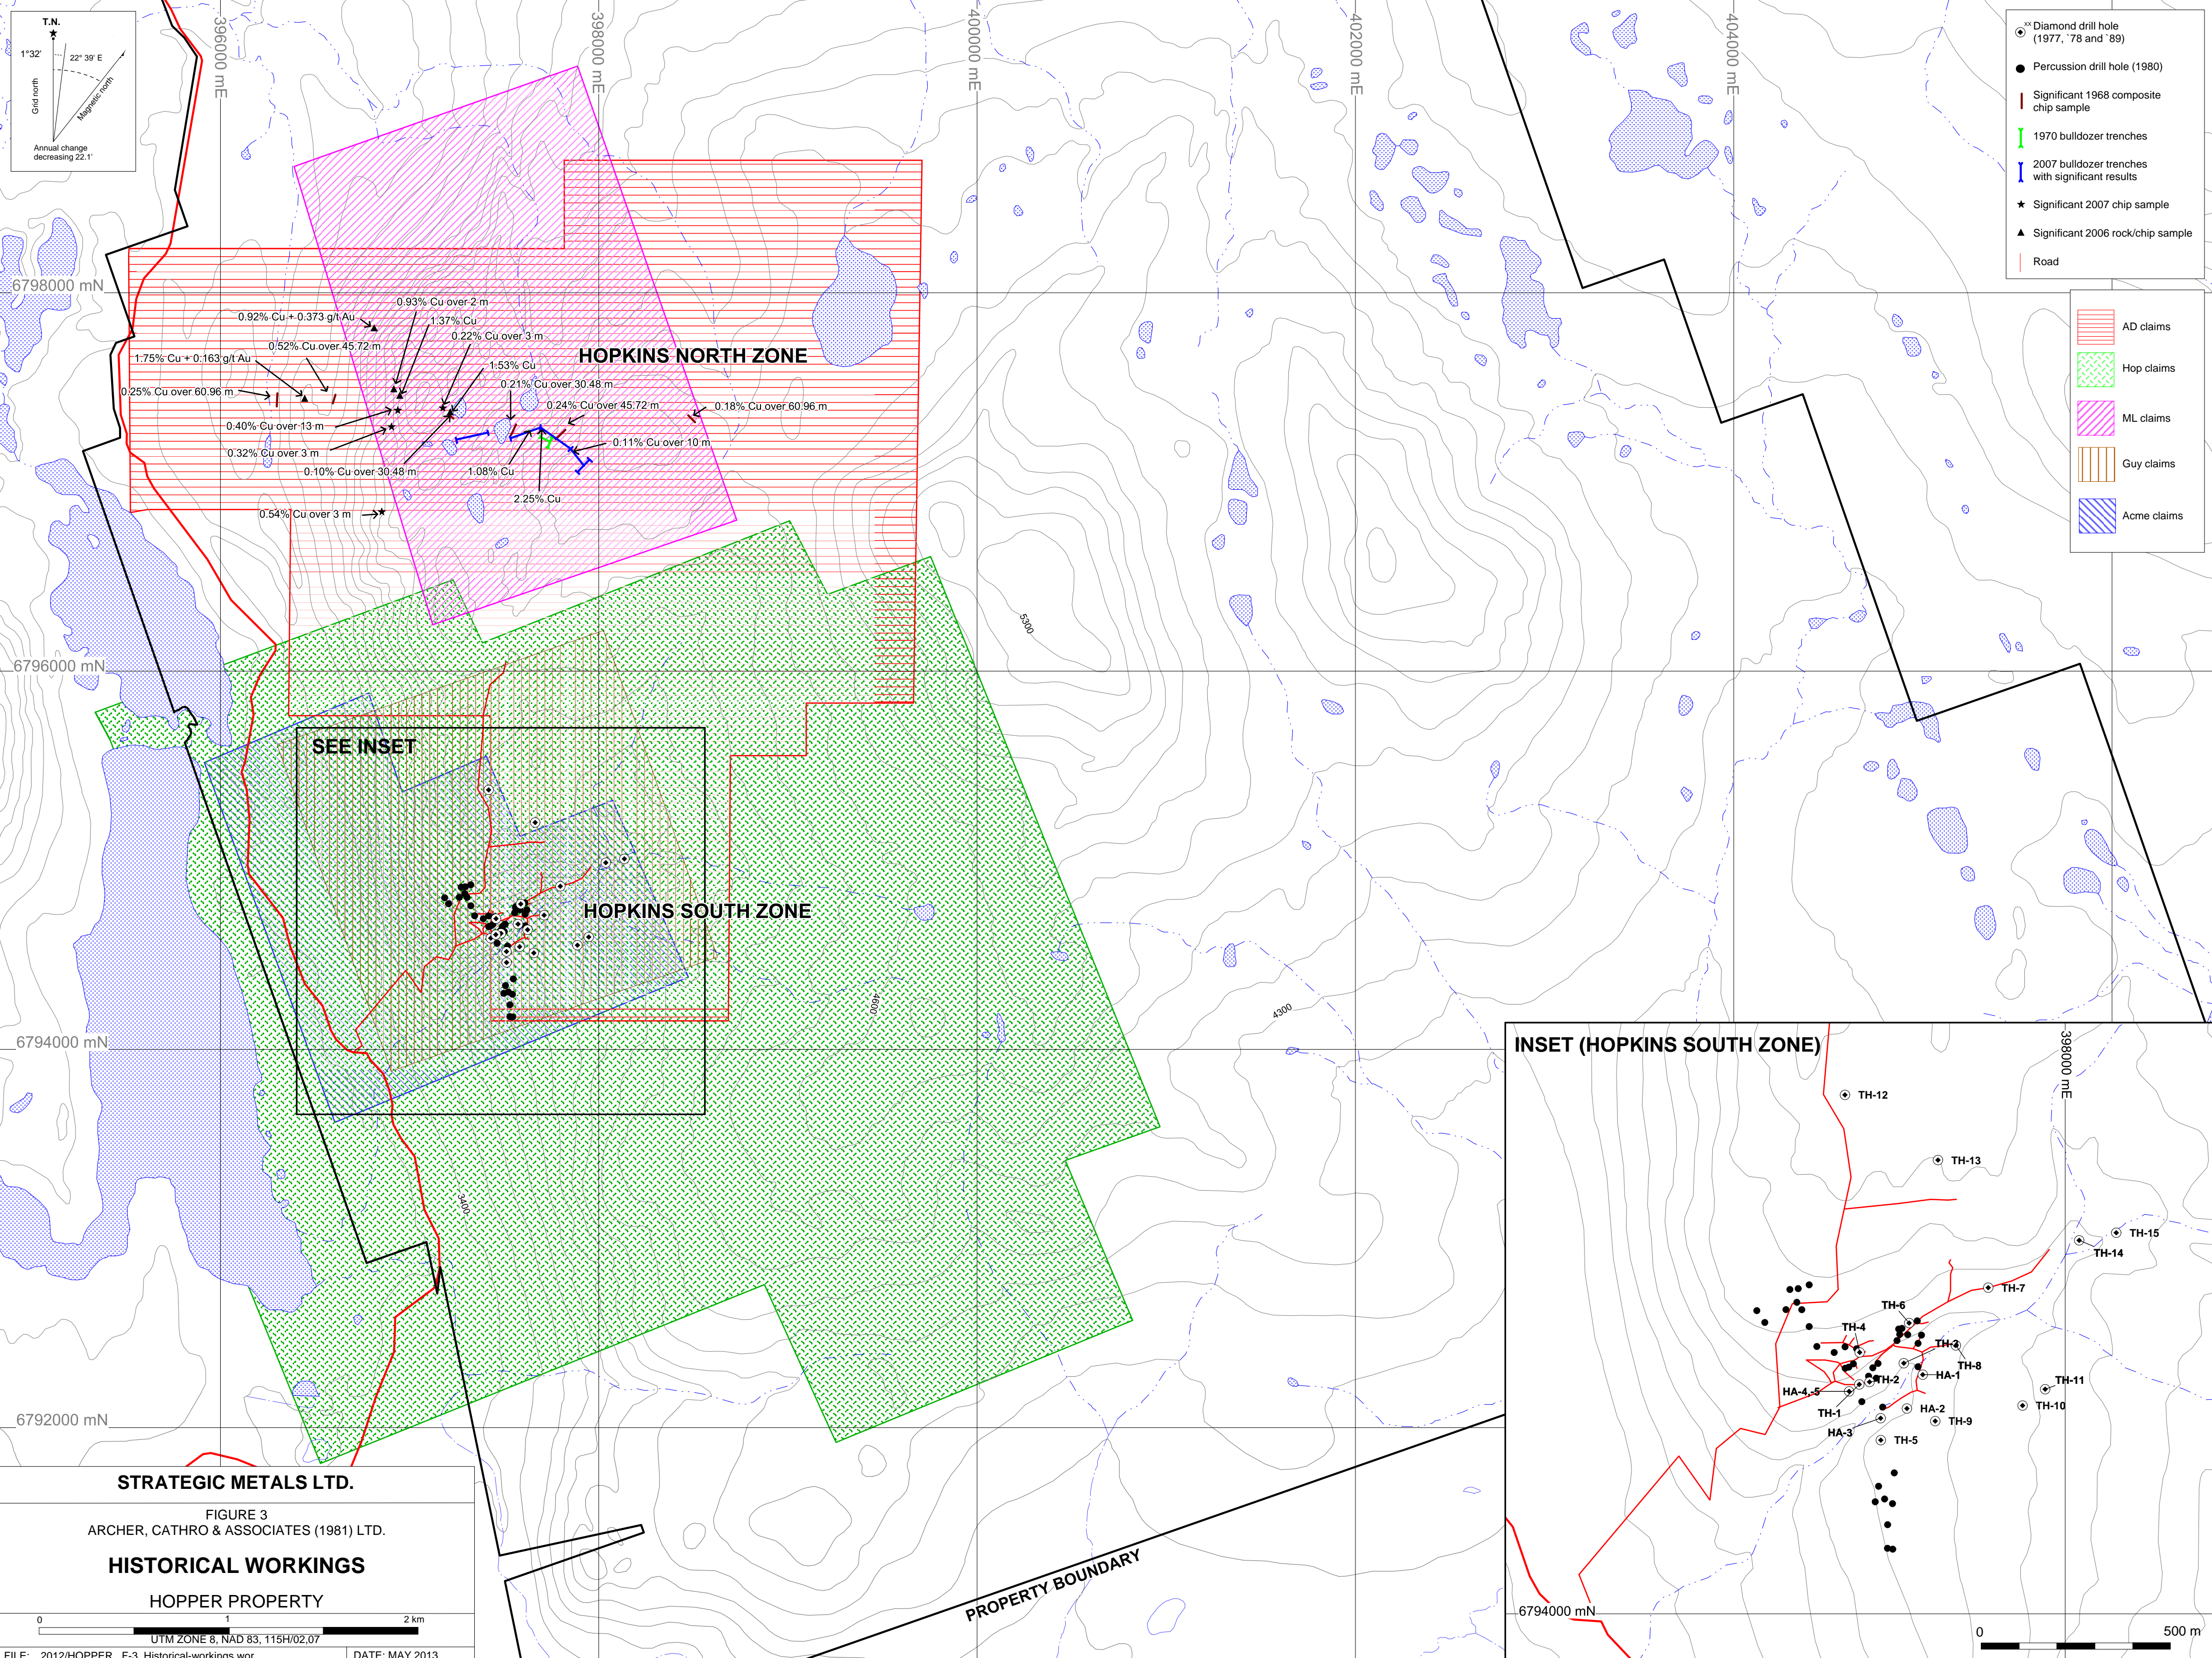 T.N.
1°32'
22° 39' E
Grid north
Magnetic north
Annual change
decreasing 22.1'
396000 mE
398000 mE
400000 mE
402000 mE
404000 mE
xx Diamond drill hole
(1977, `78 and `89)
Percussion drill hole (1980)
Significant 1968 composite
chip sample
1970 bulldozer trenches
2007 bulldozer trenches
with significant results
Significant 2007 chip sample
Significant 2006 rock/chip sample
Road
AD claims
Hop claims
ML claims
Guy claims
Acme claims
6798000 mN
0.93% Cu over 2 m
0.92% Cu + 0.373 g/t Au
1.37% Cu
0.22% Cu over 3 m
0.52% Cu over 45.72 m
HOPKINS NORTH ZONE
1.75% Cu + 0.163 g/t Au
1.53% Cu
0.21% Cu over 30.48 m
0.25% Cu over 60.96 m
0.24% Cu over 45.72 m
0.18% Cu over 60.96 m
0.40% Cu over 13 m
0.11% Cu over 10 m
0.32% Cu over 3 m
0.10% Cu over 30.48 m
1.08% Cu
2.25% Cu
0.54% Cu over 3 m
5300
6796000 mN
SEE INSET
HOPKINS SOUTH ZONE
4600
4300
6794000 mN
3400
6792000 mN
PROPERTY BOUNDARY
INSET (HOPKINS SOUTH ZONE)
398000 mE
TH-12
TH-13
TH-15
TH-14
TH-7
TH-6
TH-4
TH-3
TH-8
HA-1
TH-2
TH-11
HA-4,-5
TH-10
HA-2
TH-1
TH-9
HA-3
TH-5
6794000 mN
0 500 m
STRATEGIC METALS LTD.
FIGURE 3
ARCHER, CATHRO & ASSOCIATES (1981) LTD.
HISTORICAL WORKINGS
HOPPER PROPERTY
0 1 2 km
UTM ZONE 8, NAD 83, 115H/02,07
FILE: ...2012/HOPPER...F-3_Historical-workings.wor
DATE: MAY 2013